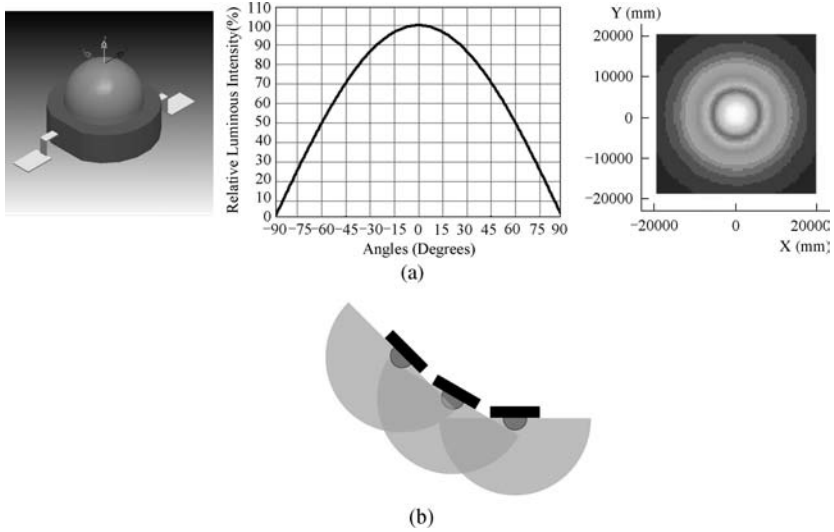 Relative Luminous Intensity(%)
110
100
90
80
70
60
50
40
30
20
10
0
−90 −75−60 −45 −30 −15 0 15 30 45 60 75 90
Angles (Degrees)
Y (mm)
20000
10000
0
−10000
−20000
−20000 0 20000
X (mm)
(a)
(b)